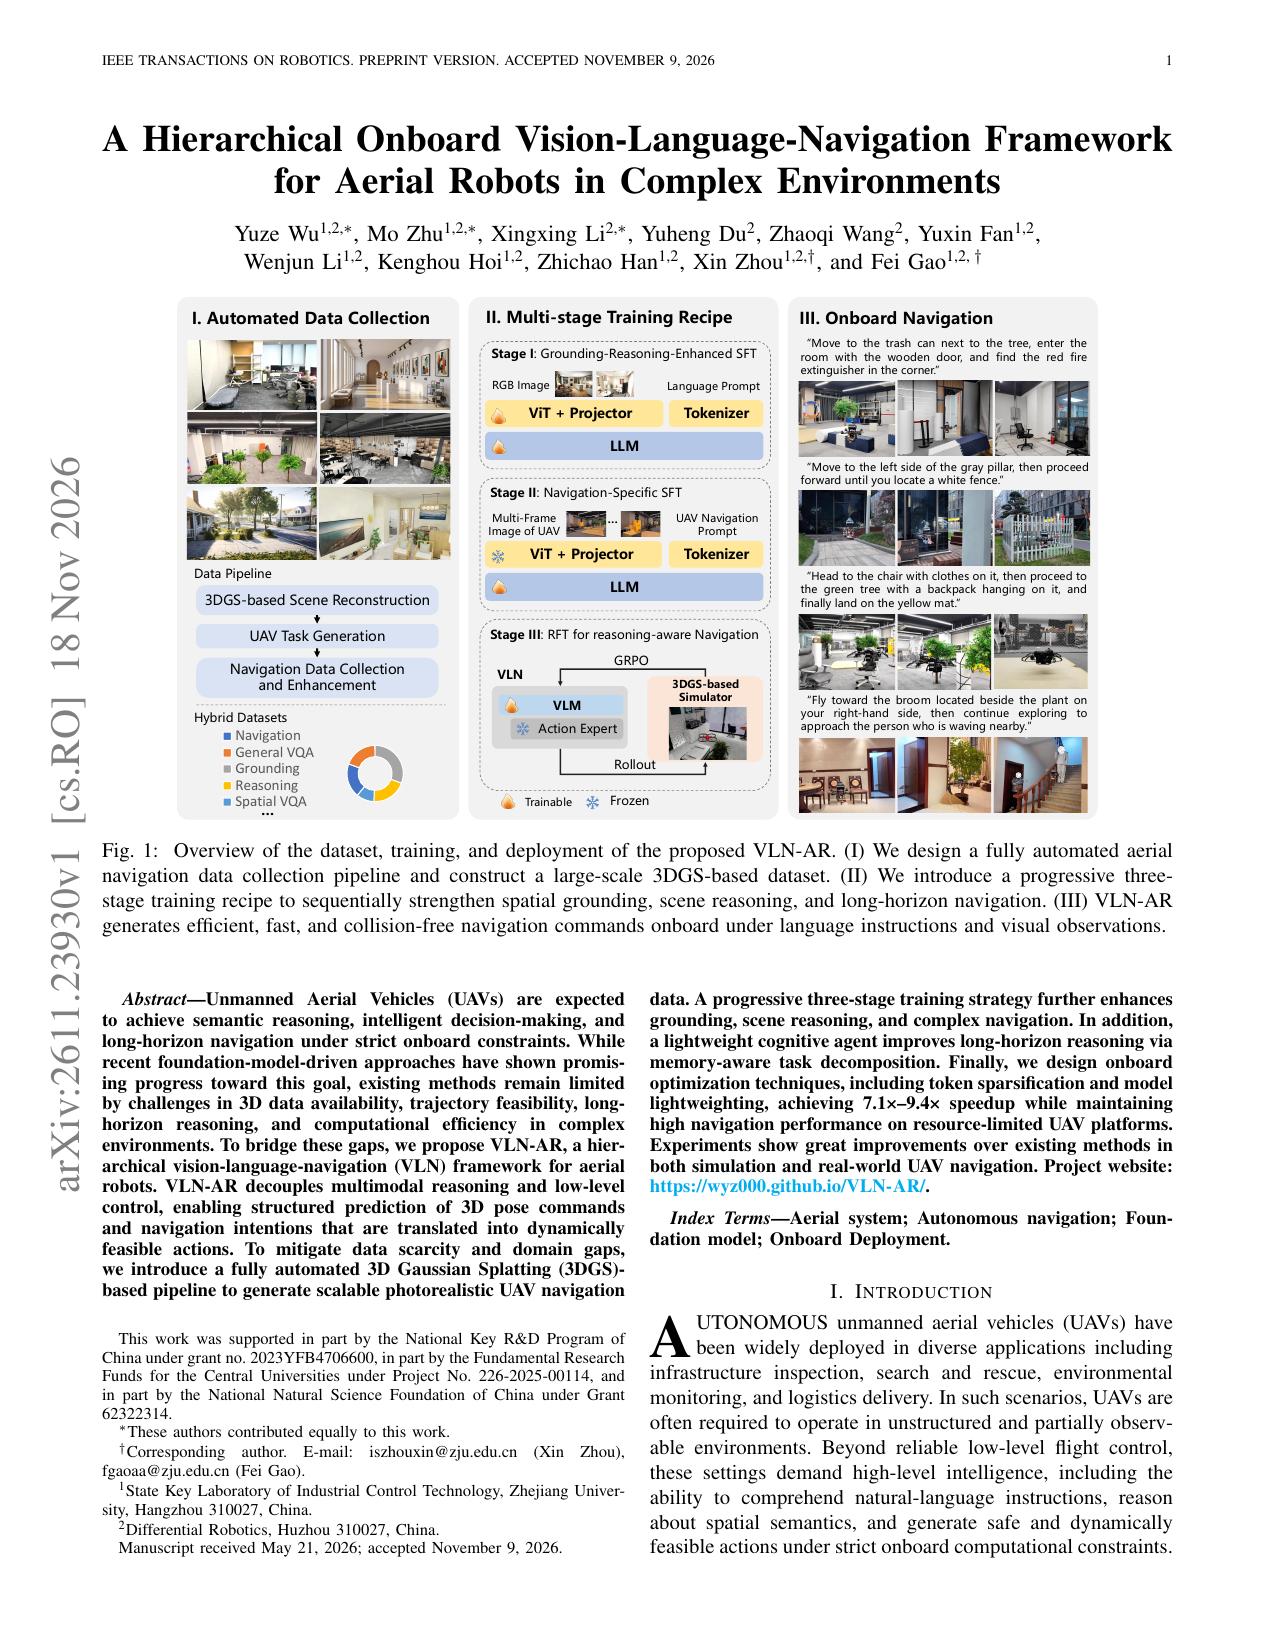 IEEE TRANSACTIONS ON ROBOTICS. PREPRINT VERSION. ACCEPTED NOVEMBER 9, 2026 1
A Hierarchical Onboard Vision-Language-Navigation Framework
for Aerial Robots in Complex Environments
Yuze Wu1,2,∗, Mo Zhu1,2,∗, Xingxing Li2,∗, Yuheng Du2, Zhaoqi Wang2, Yuxin Fan1,2,
Wenjun Li1,2, Kenghou Hoi1,2, Zhichao Han1,2, Xin Zhou1,2,†, and Fei Gao1,2, †
I. Automated Data Collection
Data Pipeline
3DGS-based Scene Reconstruction
UAV Task Generation
Navigation Data Collection
and Enhancement
Hybrid Datasets
Navigation
General VQA
Grounding
Reasoning
Spatial VQA
...
II. Multi-stage Training Recipe
Stage I: Grounding-Reasoning-Enhanced SFT
RGB Image Language Prompt
ViT + Projector Tokenizer
LLM
Stage II: Navigation-Specific SFT
Multi-Frame
Image of UAV
...
UAV Navigation
Prompt
ViT + Projector Tokenizer
LLM
Stage III: RFT for reasoning-aware Navigation
GRPO
VLN
VLM
Action Expert
3DGS-based
Simulator
Rollout
Trainable Frozen
III. Onboard Navigation
“Move to the trash can next to the tree, enter the
room with the wooden door, and find the red fire
extinguisher in the corner.”
“Move to the left side of the gray pillar, then proceed
forward until you locate a white fence.”
“Head to the chair with clothes on it, then proceed to
the green tree with a backpack hanging on it, and
finally land on the yellow mat.”
“Fly toward the broom located beside the plant on
your right-hand side, then continue exploring to
approach the person who is waving nearby.”
Fig. 1: Overview of the dataset, training, and deployment of the proposed VLN-AR. (I) We design a fully automated aerial
navigation data collection pipeline and construct a large-scale 3DGS-based dataset. (II) We introduce a progressive three-
stage training recipe to sequentially strengthen spatial grounding, scene reasoning, and long-horizon navigation. (III) VLN-AR
generates efficient, fast, and collision-free navigation commands onboard under language instructions and visual observations.
Abstract—Unmanned Aerial Vehicles (UAVs) are expected
to achieve semantic reasoning, intelligent decision-making, and
long-horizon navigation under strict onboard constraints. While
recent foundation-model-driven approaches have shown promis-
ing progress toward this goal, existing methods remain limited
by challenges in 3D data availability, trajectory feasibility, long-
horizon reasoning, and computational efficiency in complex
environments. To bridge these gaps, we propose VLN-AR, a hier-
archical vision-language-navigation (VLN) framework for aerial
robots. VLN-AR decouples multimodal reasoning and low-level
control, enabling structured prediction of 3D pose commands
and navigation intentions that are translated into dynamically
feasible actions. To mitigate data scarcity and domain gaps,
we introduce a fully automated 3D Gaussian Splatting (3DGS)-
based pipeline to generate scalable photorealistic UAV navigation
data. A progressive three-stage training strategy further enhances
grounding, scene reasoning, and complex navigation. In addition,
a lightweight cognitive agent improves long-horizon reasoning via
memory-aware task decomposition. Finally, we design onboard
optimization techniques, including token sparsification and model
lightweighting, achieving 7.1×–9.4× speedup while maintaining
high navigation performance on resource-limited UAV platforms.
Experiments show great improvements over existing methods in
both simulation and real-world UAV navigation. Project website:
https://wyz000.github.io/VLN-AR/.
Index Terms—Aerial system; Autonomous navigation; Foun-
dation model; Onboard Deployment.
I. INTRODUCTION
AUTONOMOUS unmanned aerial vehicles (UAVs) have
been widely deployed in diverse applications including
infrastructure inspection, search and rescue, environmental
monitoring, and logistics delivery. In such scenarios, UAVs are
often required to operate in unstructured and partially observ-
able environments. Beyond reliable low-level flight control,
these settings demand high-level intelligence, including the
ability to comprehend natural-language instructions, reason
about spatial semantics, and generate safe and dynamically
feasible actions under strict onboard computational constraints.
This work was supported in part by the National Key R&D Program of
China under grant no. 2023YFB4706600, in part by the Fundamental Research
Funds for the Central Universities under Project No. 226-2025-00114, and
in part by the National Natural Science Foundation of China under Grant
62322314.
∗These authors contributed equally to this work.
†Corresponding author. E-mail: iszhouxin@zju.edu.cn (Xin Zhou),
fgaoaa@zju.edu.cn (Fei Gao).
1State Key Laboratory of Industrial Control Technology, Zhejiang Univer-
sity, Hangzhou 310027, China.
2Differential Robotics, Huzhou 310027, China.
Manuscript received May 21, 2026; accepted November 9, 2026.
arXiv:2611.23930v1 [cs.RO] 18 Nov 2026